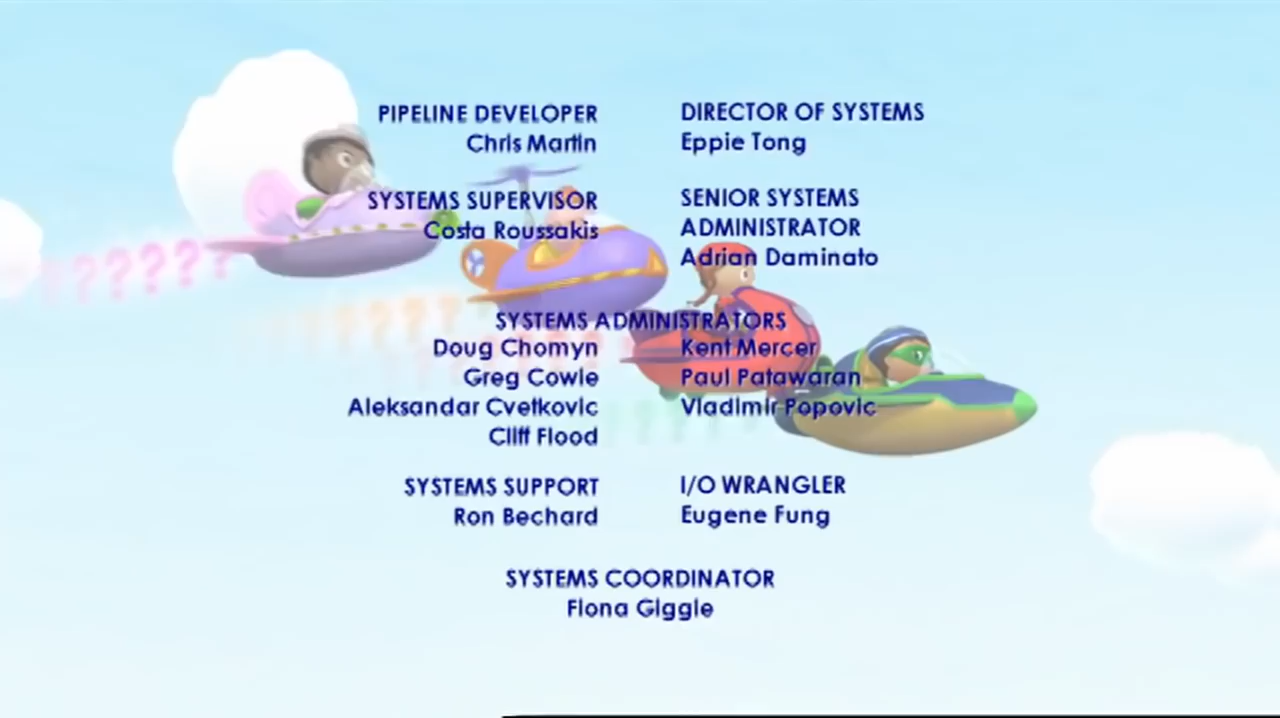 PIPELINE DEVELOPER
Chris Martin
DIRECTOR OF SYSTEMS
Eppie Tong
SYSTEMS SUPERVISOR
Costa Roussakis
SENIOR SYSTEMS
ADMINISTRATOR
Adrian Daminato
SYSTEMS ADMINISTRATORS
Doug Chomyn
Greg Cowie
Aleksandar Cvetkovic
Cliff Flood
Kent Mercer
Paul Patawaran
Vladimir Popovic
SYSTEMS SUPPORT
Ron Bechard
I/O WRANGLER
Eugene Fung
SYSTEMS COORDINATOR
Fiona Giggie
?????
????
???